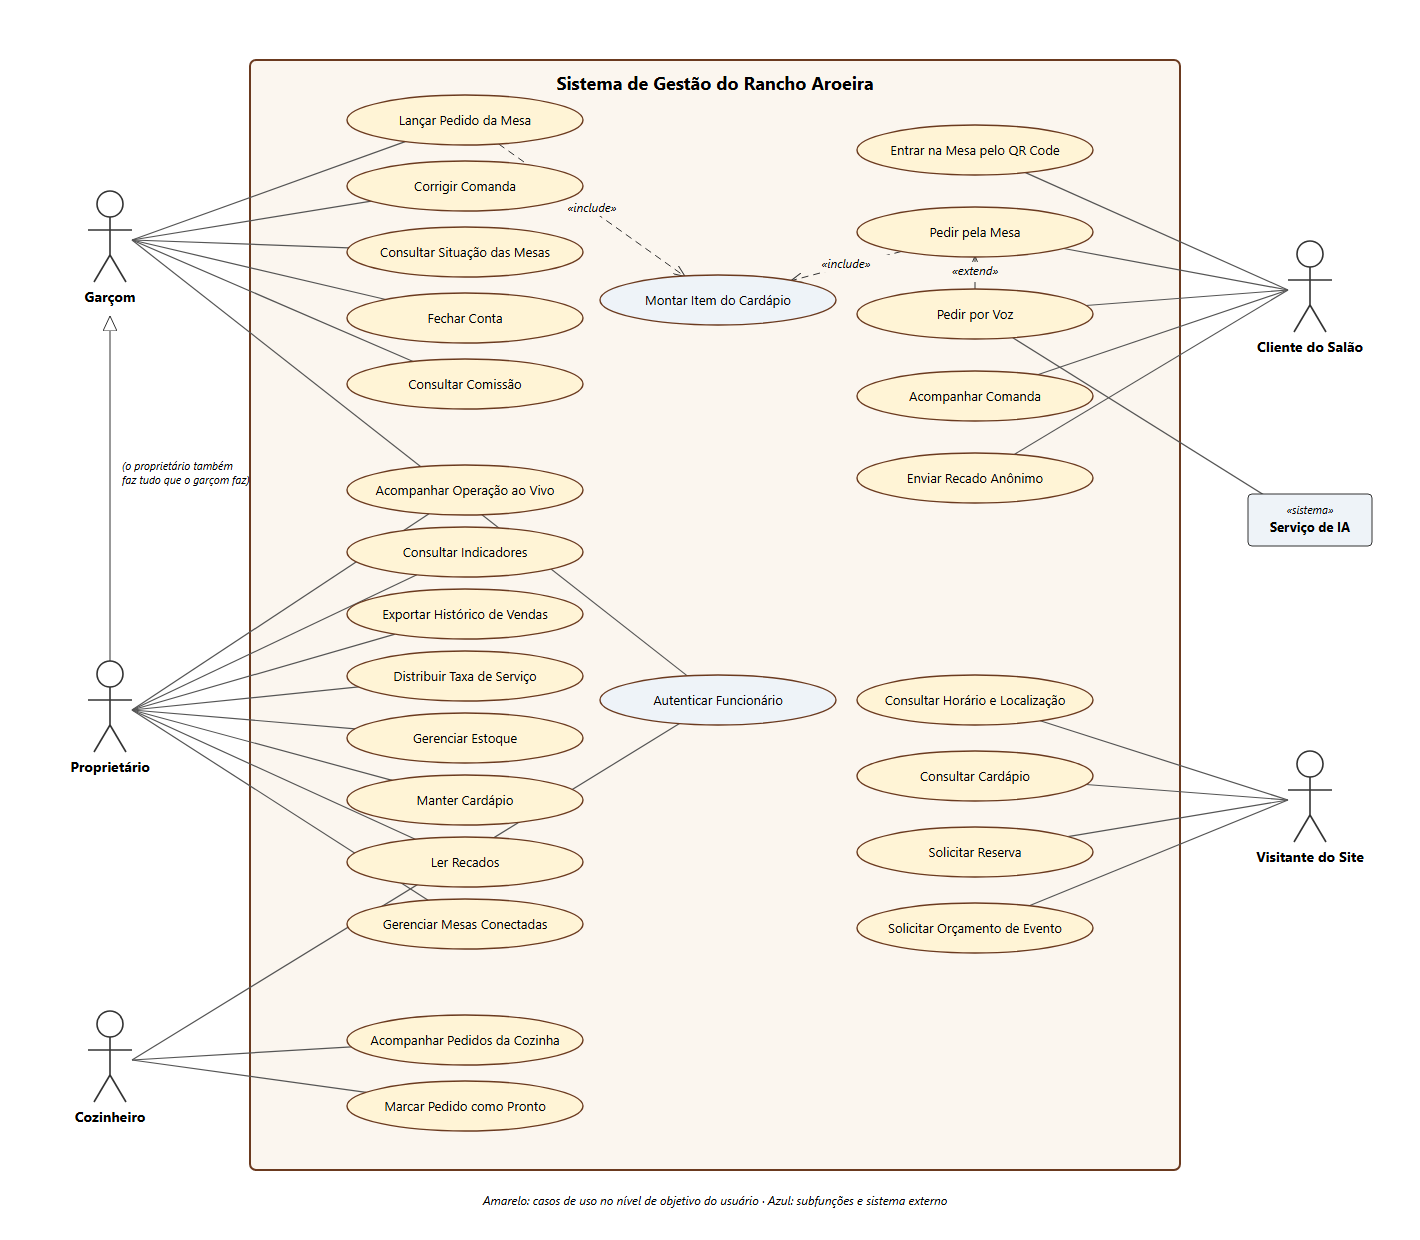 Sistema de Gestão do Rancho Aroeira
Lançar Pedido da Mesa
Corrigir Comanda
Consultar Situação das Mesas
Fechar Conta
Consultar Comissão
Garçom
«include»
Montar Item do Cardápio
«include»
Entrar na Mesa pelo QR Code
Pedir pela Mesa
«extend»
Pedir por Voz
Acompanhar Comanda
Enviar Recado Anônimo
Cliente do Salão
«sistema»
Serviço de IA
(o proprietário também
faz tudo que o garçom faz)
Acompanhar Operação ao Vivo
Consultar Indicadores
Exportar Histórico de Vendas
Distribuir Taxa de Serviço
Gerenciar Estoque
Manter Cardápio
Ler Recados
Gerenciar Mesas Conectadas
Proprietário
Autenticar Funcionário
Consultar Horário e Localização
Consultar Cardápio
Solicitar Reserva
Solicitar Orçamento de Evento
Visitante do Site
Acompanhar Pedidos da Cozinha
Marcar Pedido como Pronto
Cozinheiro
Amarelo: casos de uso no nível de objetivo do usuário · Azul: subfunções e sistema externo